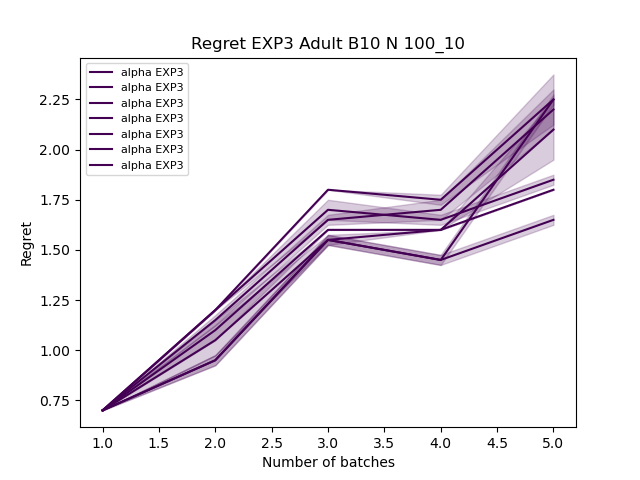 Regret EXP3 Adult B10 N 100_10
alpha EXP3
alpha EXP3
alpha EXP3
alpha EXP3
alpha EXP3
alpha EXP3
alpha EXP3
2.25
2.00
1.75
1.50
1.25
1.00
0.75
Regret
1.0 1.5 2.0 2.5 3.0 3.5 4.0 4.5 5.0
Number of batches